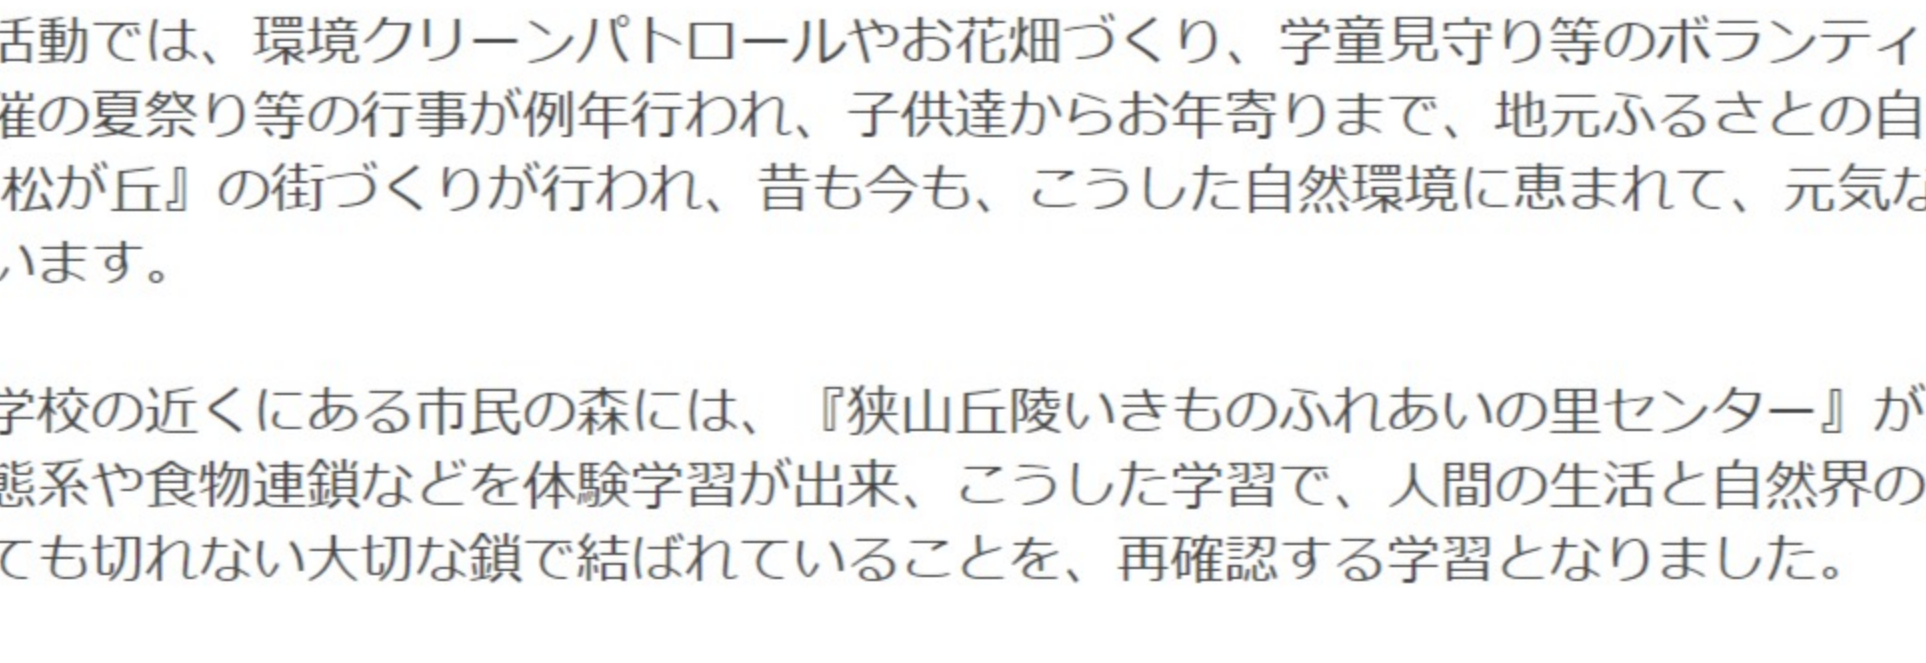 活動では、環境クリーンパトロールやお花畑づくり、学童見守り等のボランティ
催の夏祭り等の行事が例年行われ、子供達からお年寄りまで、地元ふるさとの自
松が丘』の街づくりが行われ、昔も今も、こうした自然環境に恵まれて、元気な
います。
学校の近くにある市民の森には、『狭山丘陵いきものふれあいの里センター』が
態系や食物連鎖などを体験学習が出来、こうした学習で、人間の生活と自然界の
ても切れない大切な鎖で結ばれていることを、再確認する学習となりました。